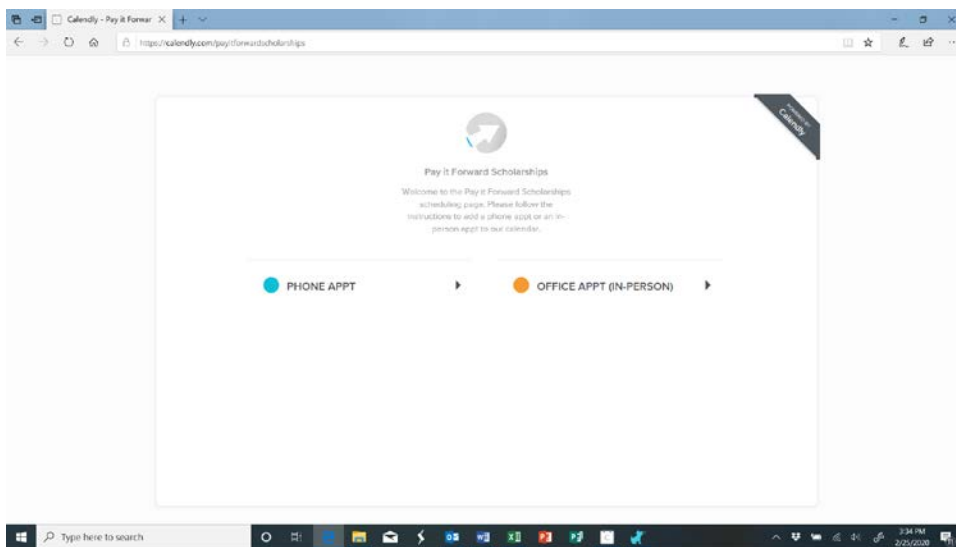 Calendly - Pay it Forwar
https://calendly.com/payitforwardscholarships
POWERED BY
Calendly
Pay it Forward Scholarships
Welcome to the Pay it Forward Scholarships
scheduling page. Please follow the
instructions to add a phone appt or an in-
person appt to our calendar.
PHONE APPT
OFFICE APPT (IN-PERSON)
Type here to search
3:34 PM
2/25/2020